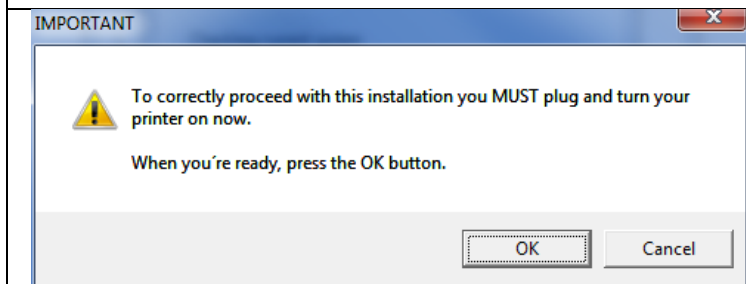 IMPORTANT
To correctly proceed with this installation you MUST plug and turn your
printer on now.
When you´re ready, press the OK button.
OK
Cancel